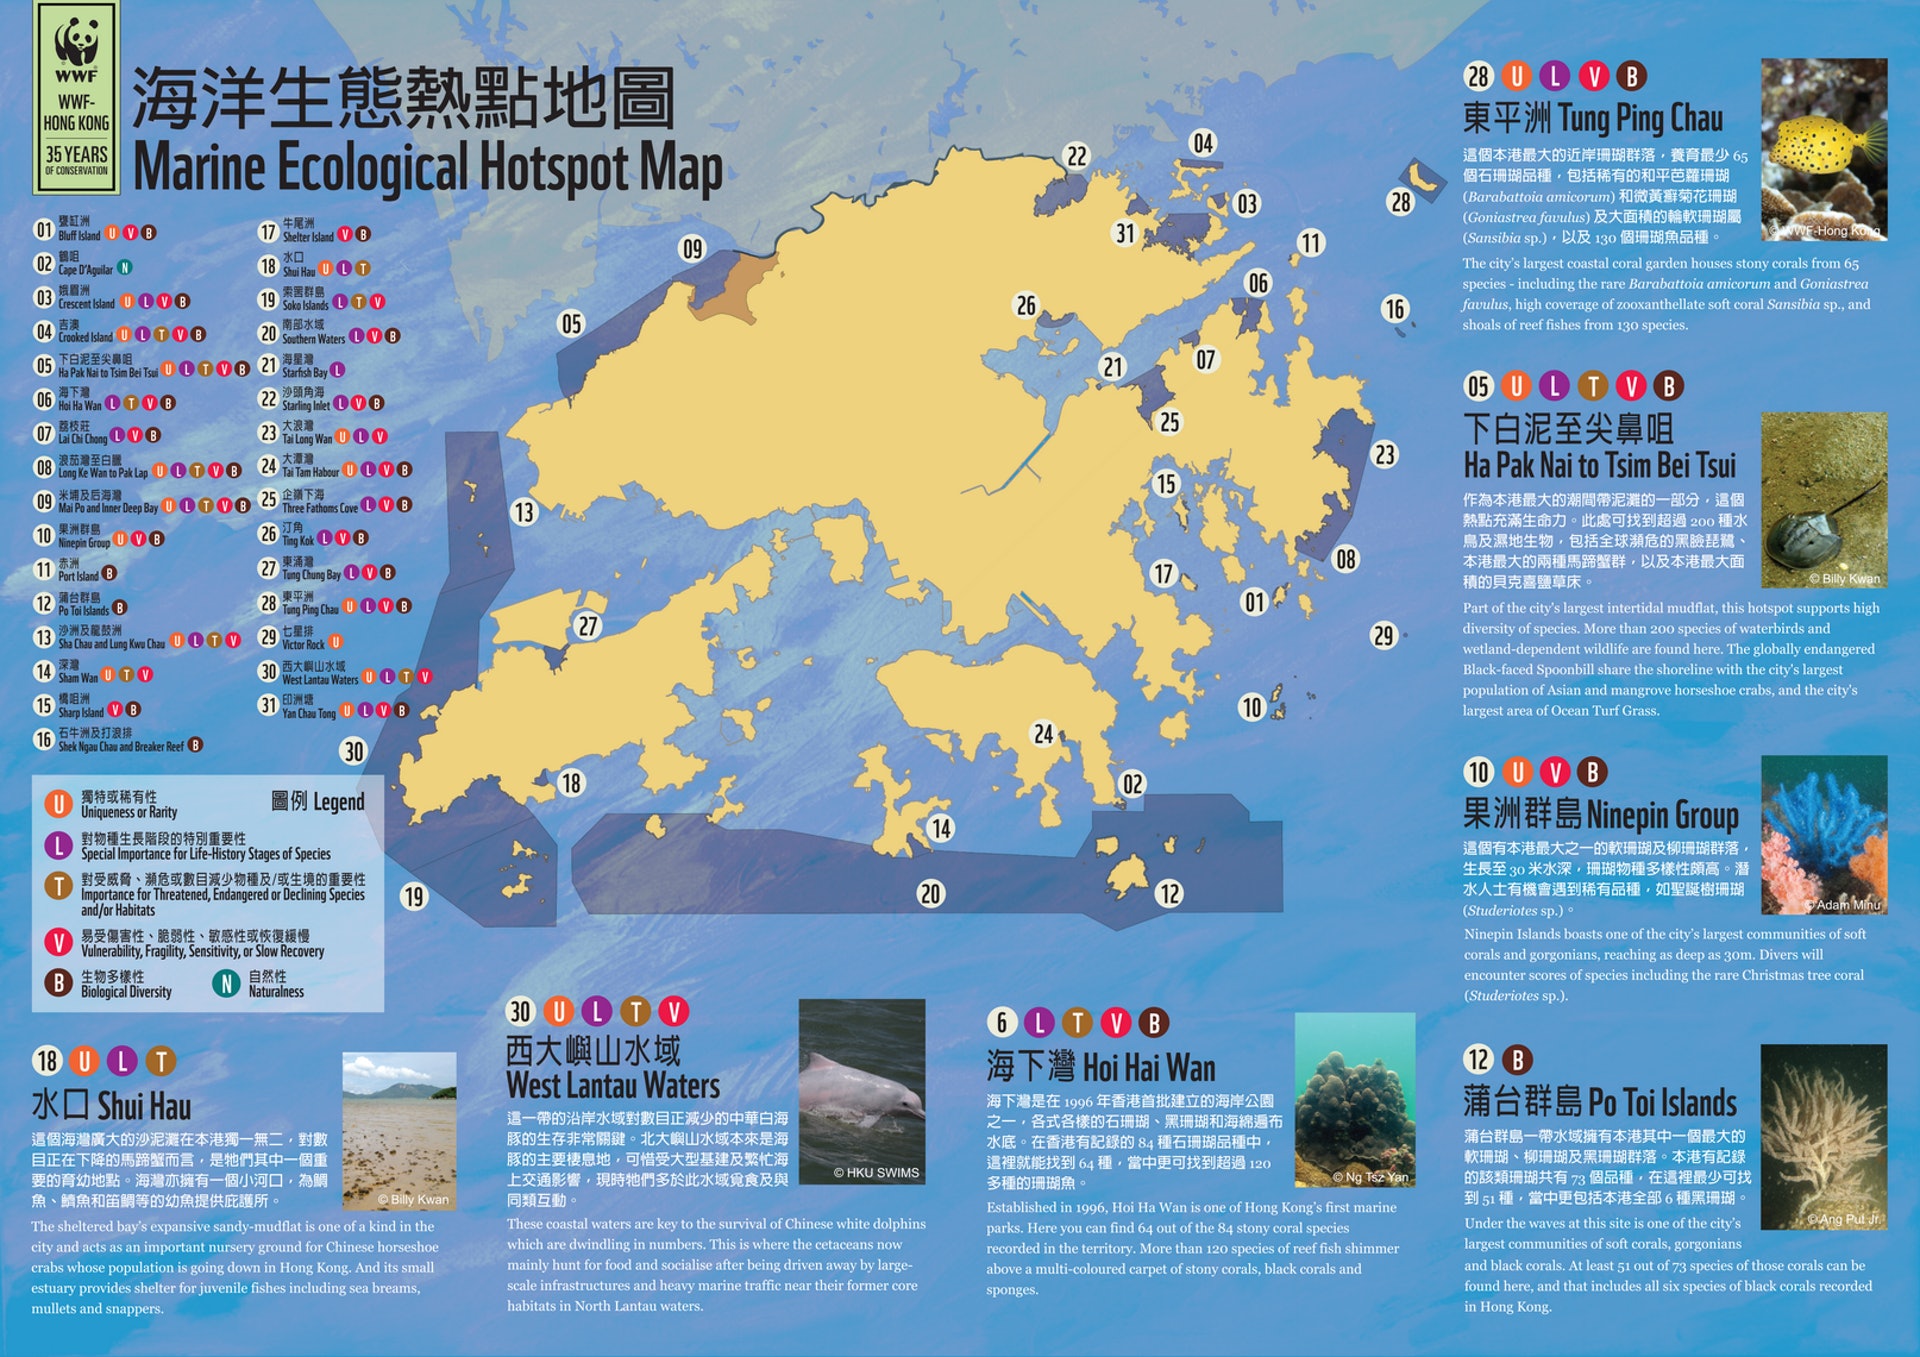 WWF
WWF-
HONG KONG
35 YEARS
OF CONSERVATION
海洋生態熱點地圖
Marine Ecological Hotspot Map
01 鹽缸洲
Bluff Island U V B
02 鶴咀
Cape D'Aguilar N
03 娥眉洲
Crescent Island U L V B
04 吉澳
Crooked Island U L T V B
05 下白泥至尖鼻咀
Ha Pak Nai to Tsim Bei Tsui U L T V B
06 海下灣
Hoi Ha Wan L T V B
07 荔枝莊
Lai Chi Chong L V B
08 浪茄灣至白臘
Long Ke Wan to Pak Lap U L T V B
09 米埔及后海灣
Mai Po and Inner Deep Bay U L T V B
10 果洲群島
Ninepin Group U V B
11 赤洲
Port Island B
12 蒲台群島
Po Toi Islands B
13 沙洲及龍鼓洲
Sha Chau and Lung Kwu Chau U L T V
14 深灣
Sham Wan U T V
15 橋咀洲
Sharp Island V B
16 石牛洲及打浪排
Shek Ngau Chau and Breaker Reef B
17 牛尾洲
Shelter Island V B
18 水口
Shui Hau U L T
19 索罟群島
Soko Islands L T V
20 南部水域
Southern Waters L V B
21 海星灣
Starfish Bay L
22 沙頭角海
Starling Inlet L V B
23 大浪灣
Tai Long Wan U L V
24 大潭灣
Tai Tam Habour U L V B
25 企嶺下海
Three Fathoms Cove L V B
26 汀角
Ting Kok L V B
27 東涌灣
Tung Chung Bay L V B
28 東平洲
Tung Ping Chau U L V B
29 七星排
Victor Rock U
30 西大嶼山水域
West Lantau Waters U L T V
31 印洲塘
Yan Chau Tong U L V B
圖例 Legend
U 獨特或稀有性
Uniqueness or Rarity
L 對物種生長階段的特別重要性
Special Importance for Life-History Stages of Species
T 對受威脅、瀕危或數目減少物種及/或生境的重要性
Importance for Threatened, Endangered or Declining Species
and/or Habitats
V 易受傷害性、脆弱性、敏感性或恢復緩慢
Vulnerability, Fragility, Sensitivity, or Slow Recovery
B 生物多樣性
Biological Diversity
N 自然性
Naturalness
22
04
03
28
31
11
09
06
05
26
16
07
21
25
23
15
13
08
17
01
27
29
10
24
30
18
02
14
19
20
12
28 U L V B
東平洲 Tung Ping Chau
這個本港最大的近岸珊瑚群落，養育最少 65
個石珊瑚品種，包括稀有的和平芭蘿珊瑚
(Barabattoia amicorum) 和微黃癬菊花珊瑚
(Goniastrea favulus) 及大面積的輪軟珊瑚屬
(Sansibia sp.)，以及 130 個珊瑚魚品種。
The city's largest coastal coral garden houses stony corals from 65
species - including the rare Barabattoia amicorum and Goniastrea
favulus, high coverage of zooxanthellate soft coral Sansibia sp., and
shoals of reef fishes from 130 species.
© WWF-Hong Kong
05 U L T V B
下白泥至尖鼻咀
Ha Pak Nai to Tsim Bei Tsui
作為本港最大的潮間帶泥灘的一部分，這個
熱點充滿生命力。此處可找到超過 200 種水
鳥及濕地生物，包括全球瀕危的黑臉琵鷺、
本港最大的兩種馬蹄蟹群，以及本港最大面
積的貝克喜鹽草床。
© Billy Kwan
Part of the city's largest intertidal mudflat, this hotspot supports high
diversity of species. More than 200 species of waterbirds and
wetland-dependent wildlife are found here. The globally endangered
Black-faced Spoonbill share the shoreline with the city's largest
population of Asian and mangrove horseshoe crabs, and the city's
largest area of Ocean Turf Grass.
10 U V B
果洲群島 Ninepin Group
這個有本港最大之一的軟珊瑚及柳珊瑚群落，
生長至 30 米水深，珊瑚物種多樣性頗高。潛
水人士有機會遇到稀有品種，如聖誕樹珊瑚
(Studeriotes sp.)。
© Adam Minu
Ninepin Islands boasts one of the city's largest communities of soft
corals and gorgonians, reaching as deep as 30m. Divers will
encounter scores of species including the rare Christmas tree coral
(Studeriotes sp.).
12 B
蒲台群島 Po Toi Islands
蒲台群島一帶水域擁有本港其中一個最大的
軟珊瑚、柳珊瑚及黑珊瑚群落。本港有記錄
的該類珊瑚共有 73 個品種，在這裡最少可找
到 51 種，當中更包括本港全部 6 種黑珊瑚。
© Ang Put Jr.
Under the waves at this site is one of the city's
largest communities of soft corals, gorgonians
and black corals. At least 51 out of 73 species of those corals can be
found here, and that includes all six species of black corals recorded
in Hong Kong.
18 U L T
水口 Shui Hau
這個海灣廣大的沙泥灘在本港獨一無二，對數
目正在下降的馬蹄蟹而言，是牠們其中一個重
要的育幼地點。海灣亦擁有一個小河口，為鯛
魚、鯔魚和笛鯛等的幼魚提供庇護所。
© Billy Kwan
The sheltered bay's expansive sandy-mudflat is one of a kind in the
city and acts as an important nursery ground for Chinese horseshoe
crabs whose population is going down in Hong Kong. And its small
estuary provides shelter for juvenile fishes including sea breams,
mullets and snappers.
30 U L T V
西大嶼山水域
West Lantau Waters
這一帶的沿岸水域對數目正減少的中華白海
豚的生存非常關鍵。北大嶼山水域本來是海
豚的主要棲息地，可惜受大型基建及繁忙海
上交通影響，現時牠們多於此水域覓食及與
同類互動。
© HKU SWIMS
These coastal waters are key to the survival of Chinese white dolphins
which are dwindling in numbers. This is where the cetaceans now
mainly hunt for food and socialise after being driven away by large-
scale infrastructures and heavy marine traffic near their former core
habitats in North Lantau waters.
6 L T V B
海下灣 Hoi Hai Wan
海下灣是在 1996 年香港首批建立的海岸公園
之一，各式各樣的石珊瑚、黑珊瑚和海綿遍布
水底。在香港有記錄的 84 種石珊瑚品種中，
這裡就能找到 64 種，當中更可找到超過 120
多種的珊瑚魚。
© Ng Tsz Yan
Established in 1996, Hoi Ha Wan is one of Hong Kong's first marine
parks. Here you can find 64 out of the 84 stony coral species
recorded in the territory. More than 120 species of reef fish shimmer
above a multi-coloured carpet of stony corals, black corals and
sponges.